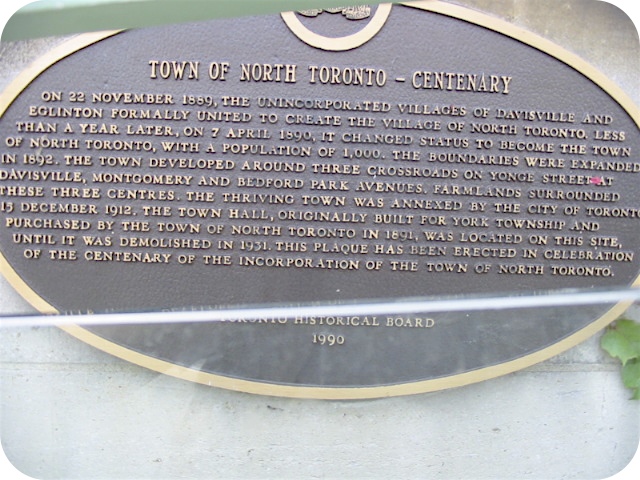 TOWN OF NORTH TORONTO - CENTENARY
ON 22 NOVEMBER 1889, THE UNINCORPORATED VILLAGES OF DAVISVILLE AND
EGLINTON FORMALLY UNITED TO CREATE THE VILLAGE OF NORTH TORONTO. LESS
THAN A YEAR LATER, ON 7 APRIL 1890, IT CHANGED STATUS TO BECOME THE TOWN
OF NORTH TORONTO, WITH A POPULATION OF 1,000. THE BOUNDARIES WERE EXPANDED
IN 1892. THE TOWN DEVELOPED AROUND THREE CROSSROADS ON YONGE STREET AT
DAVISVILLE, MONTGOMERY AND BEDFORD PARK AVENUES. FARMLANDS SURROUNDED
THESE THREE CENTRES. THE THRIVING TOWN WAS ANNEXED BY THE CITY OF TORONTO
15 DECEMBER 1912. THE TOWN HALL, ORIGINALLY BUILT FOR YORK TOWNSHIP AND
PURCHASED BY THE TOWN OF NORTH TORONTO IN 1891, WAS LOCATED ON THIS SITE,
UNTIL IT WAS DEMOLISHED IN 1931. THIS PLAQUE HAS BEEN ERECTED IN CELEBRATION
OF THE CENTENARY OF THE INCORPORATION OF THE TOWN OF NORTH TORONTO.
TORONTO HISTORICAL BOARD
1990